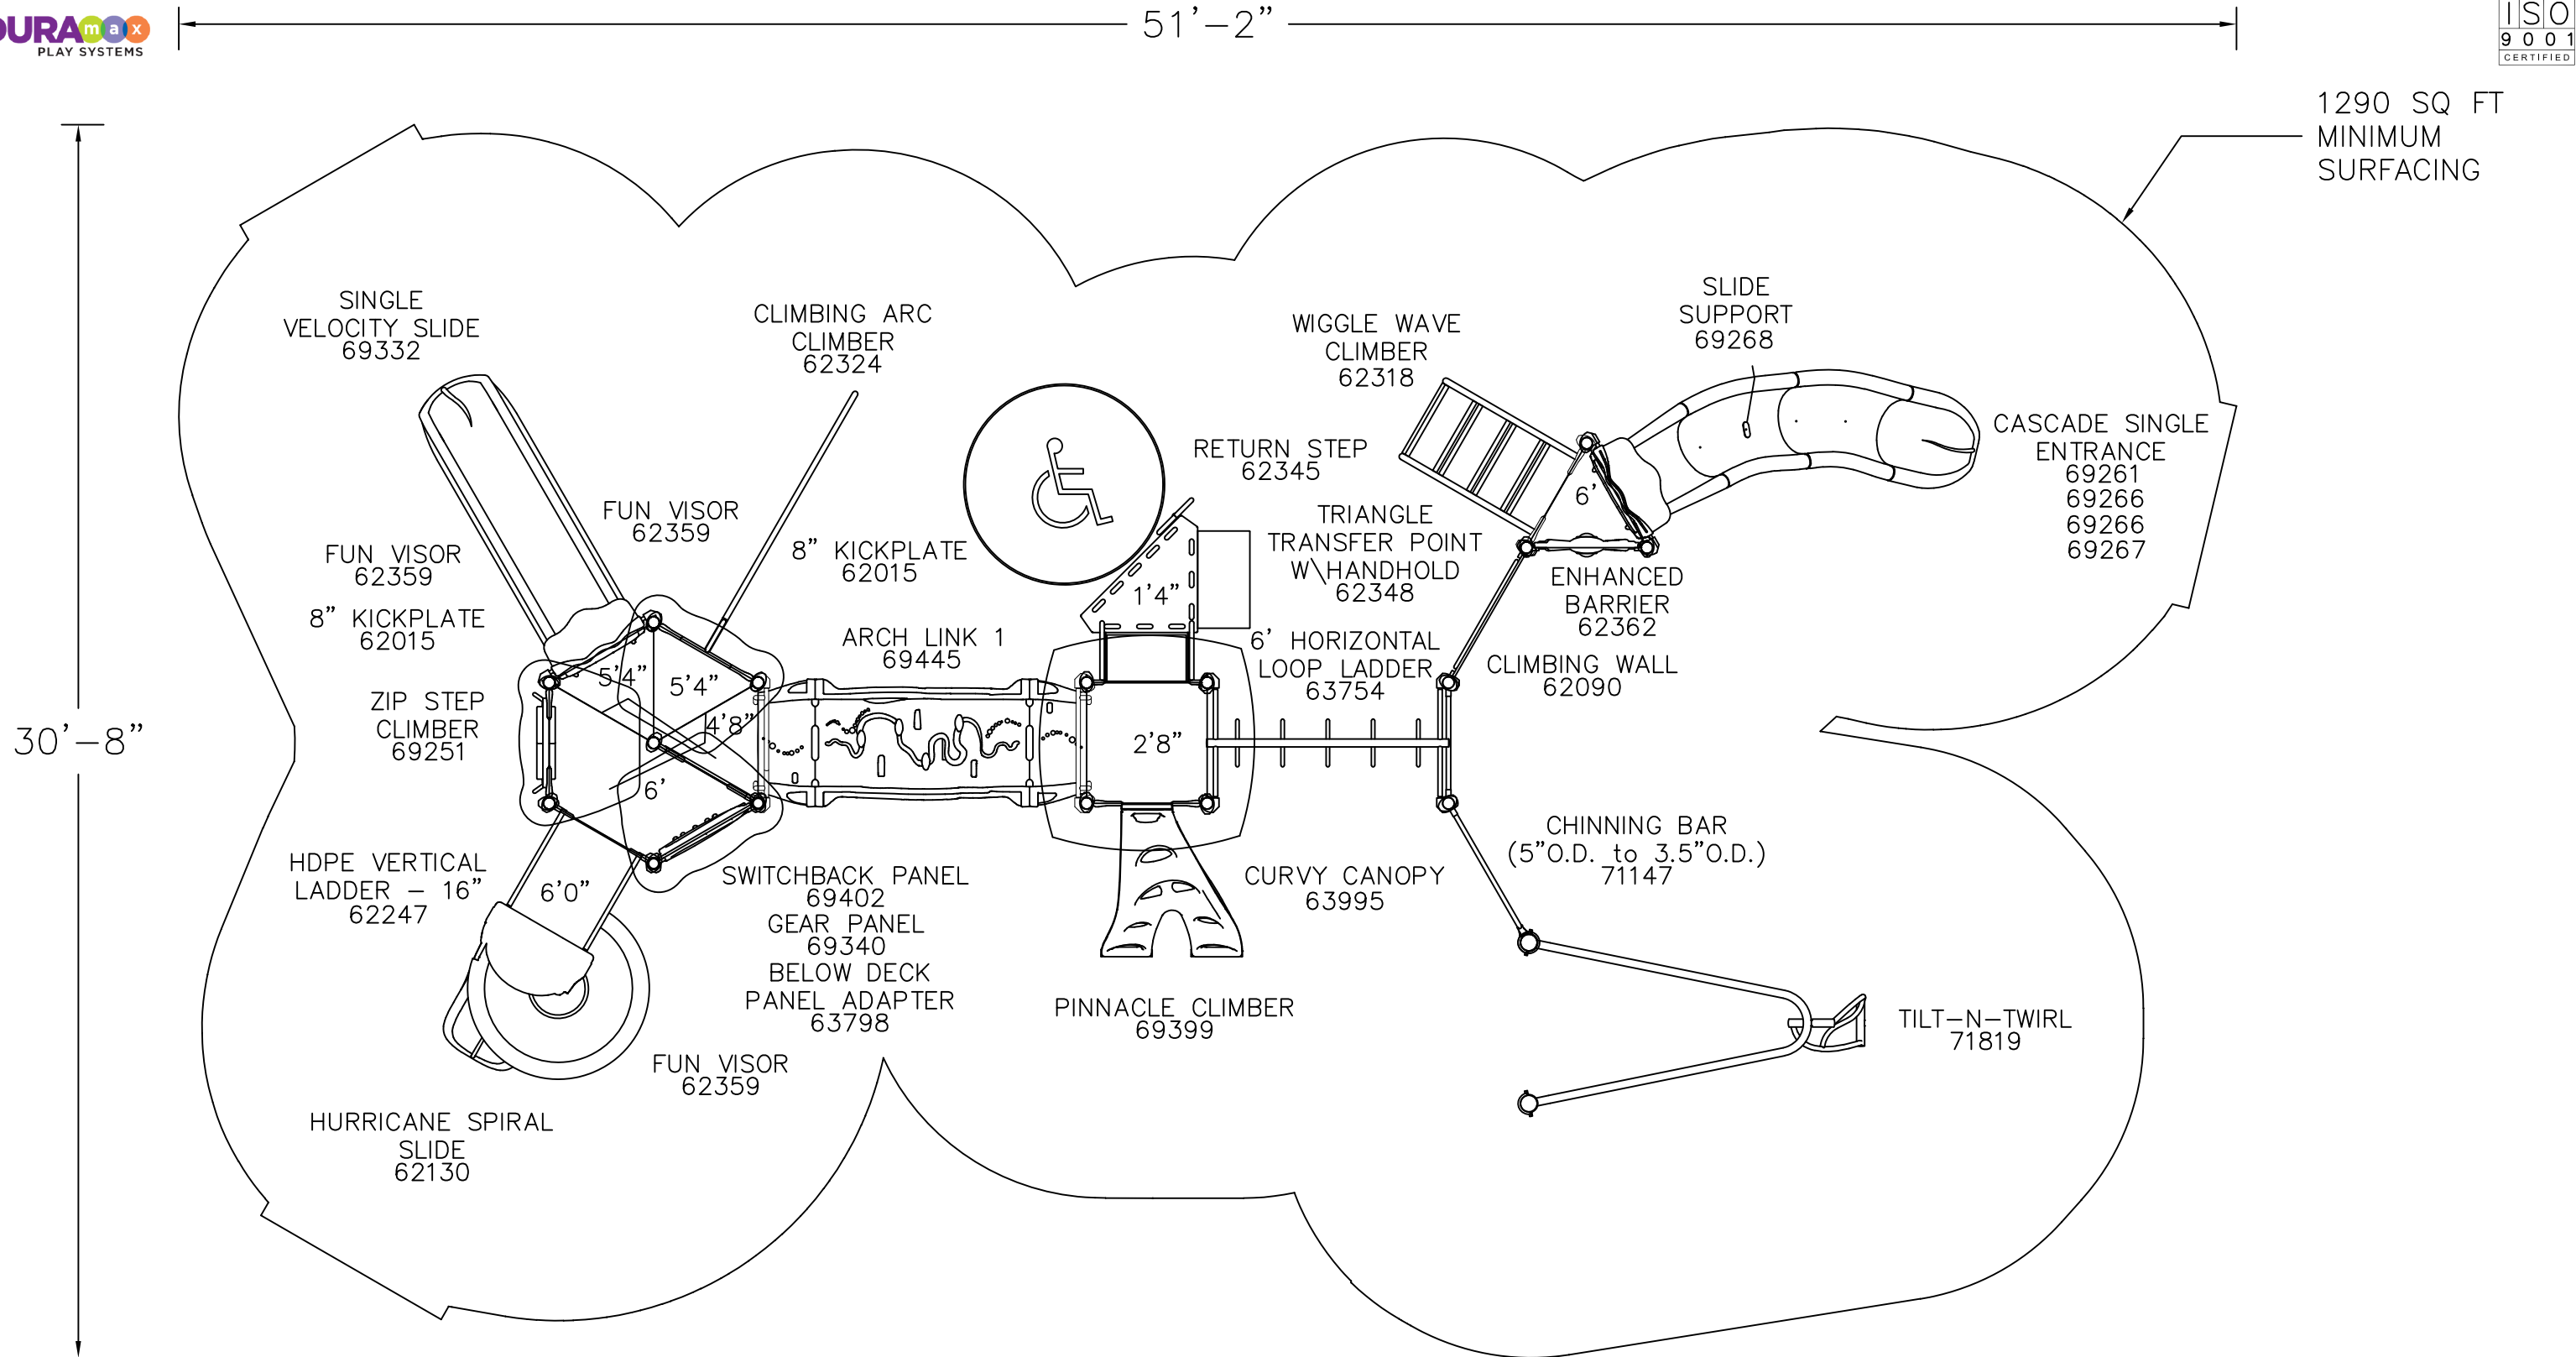 max
PLAY SYSTEMS
51’-2”
ISO
9001
CERTIFIED
1290 SQ FT
MINIMUM
SURFACING
30’-8”
SINGLE
VELOCITY SLIDE
69332
CLIMBING ARC
CLIMBER
62324
WIGGLE WAVE
CLIMBER
62318
SLIDE
SUPPORT
69268
CASCADE SINGLE
ENTRANCE
69261
69266
69266
69267
RETURN STEP
62345
FUN VISOR
62359
FUN VISOR
62359
8” KICKPLATE
62015
8” KICKPLATE
62015
TRIANGLE
TRANSFER POINT
W\HANDHOLD
62348
6’
1’4”
ENHANCED
BARRIER
62362
ARCH LINK 1
69445
6’ HORIZONTAL
LOOP LADDER
63754
CLIMBING WALL
62090
ZIP STEP
CLIMBER
69251
5’4”
5’4”
4’8”
6’
2’8”
HDPE VERTICAL
LADDER – 16”
62247
6’0”
SWITCHBACK PANEL
69402
GEAR PANEL
69340
BELOW DECK
PANEL ADAPTER
63798
CURVY CANOPY
63995
CHINNING BAR
(5”O.D. to 3.5”O.D.)
71147
PINNACLE CLIMBER
69399
TILT-N-TWIRL
71819
FUN VISOR
62359
HURRICANE SPIRAL
SLIDE
62130